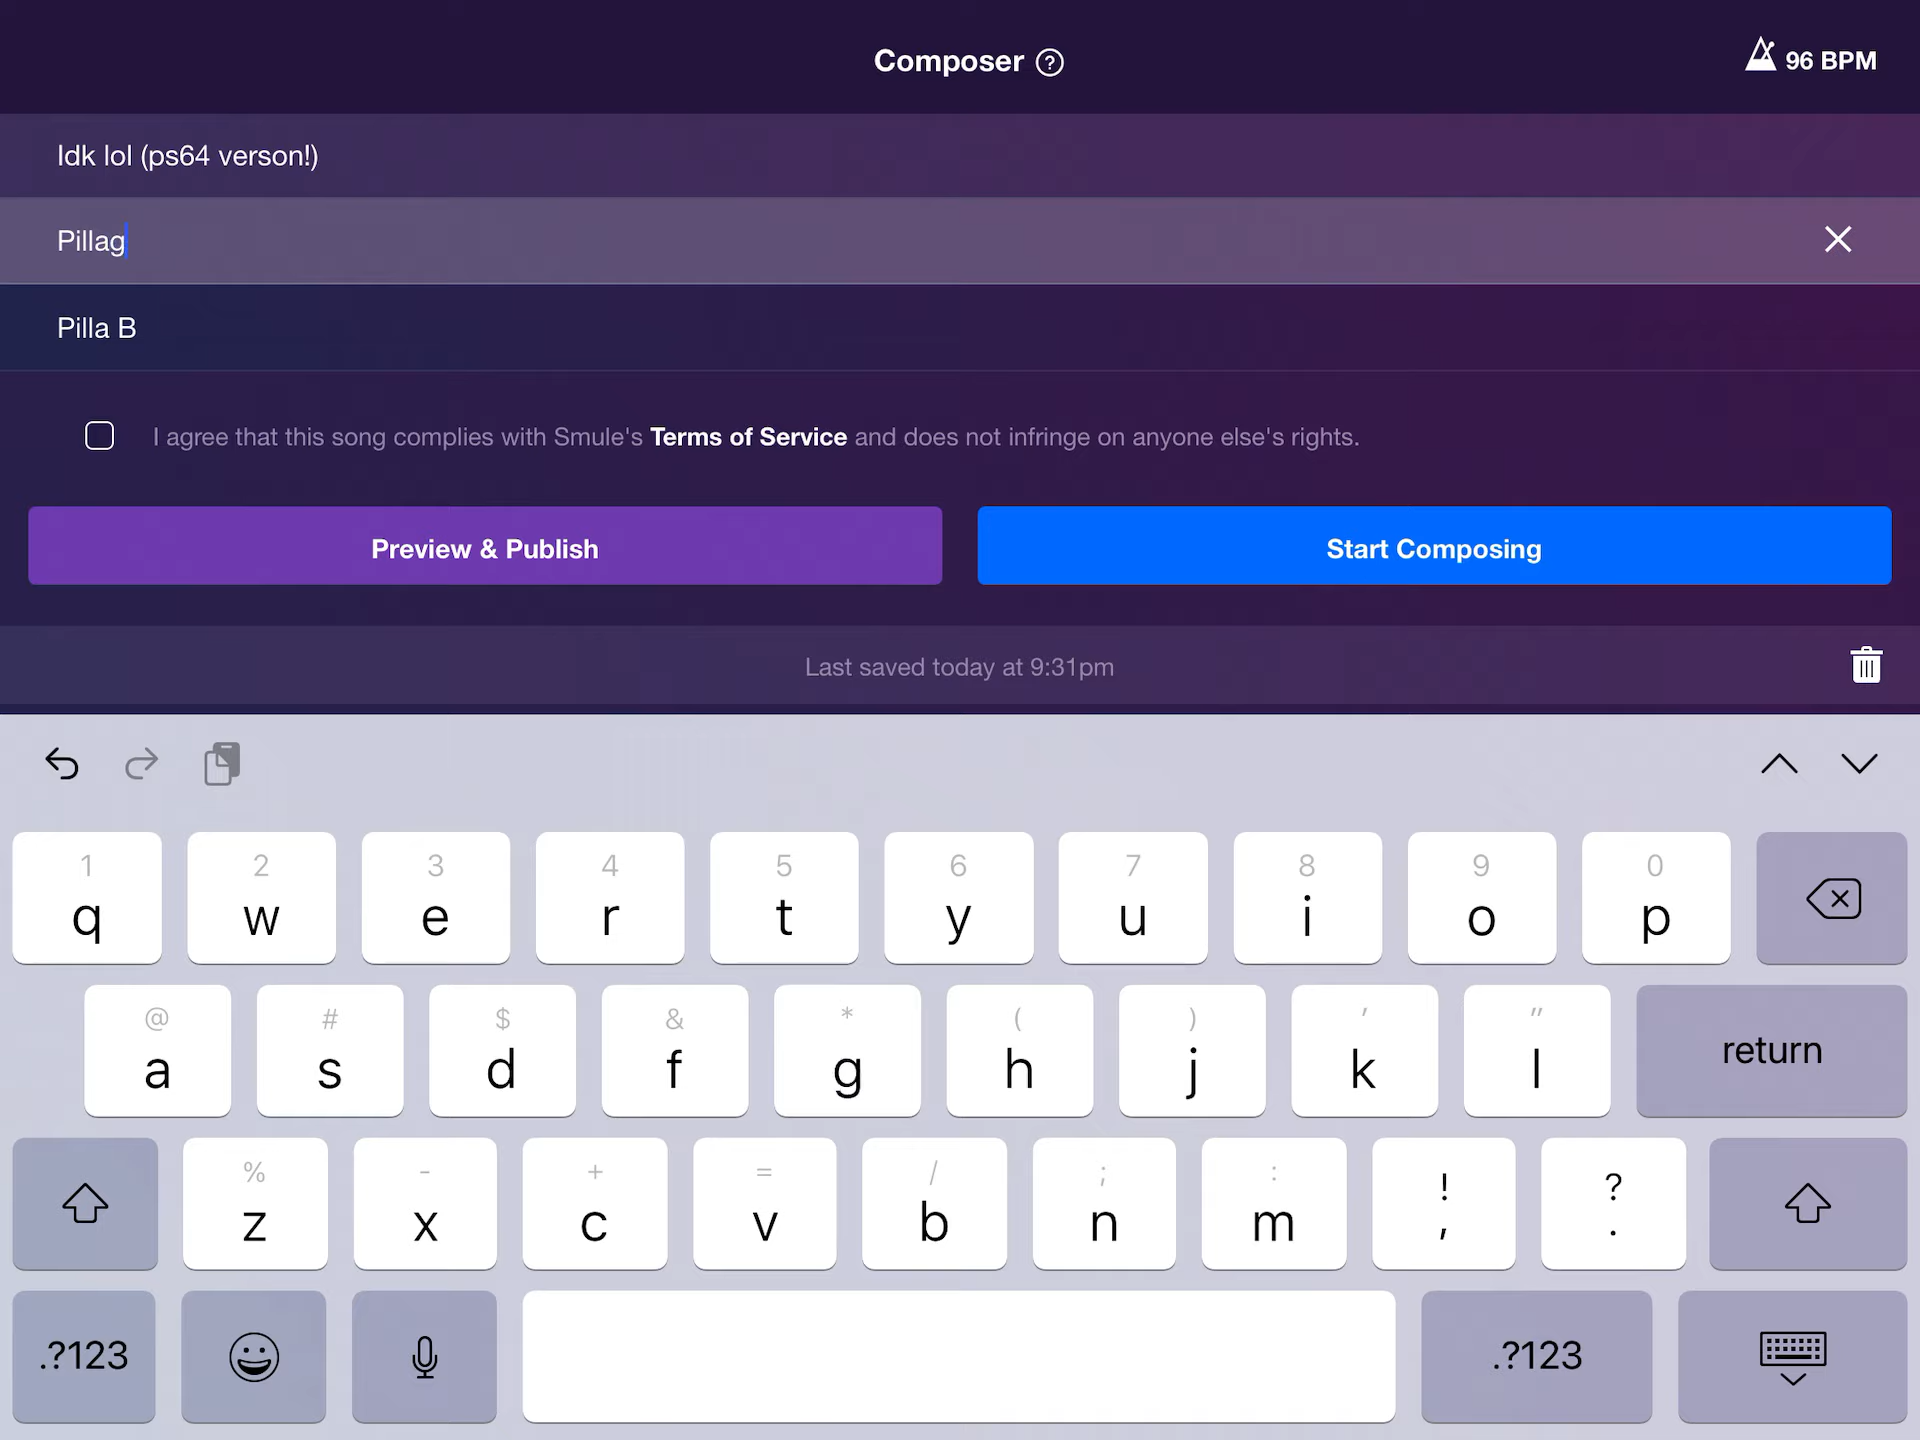 Composer ?
96 BPM
Idk lol (ps64 verson!)
Pillag
Pilla B
I agree that this song complies with Smule's Terms of Service and does not infringe on anyone else's rights.
Preview & Publish
Start Composing
Last saved today at 9:31pm
1 2 3 4 5 6 7 8 9 0
q w e r t y u i o p
@ # $ & * ( ) ' "
a s d f g h j k l return
% - + = / ; : ! ?
z x c v b n m , .
.?123 .?123